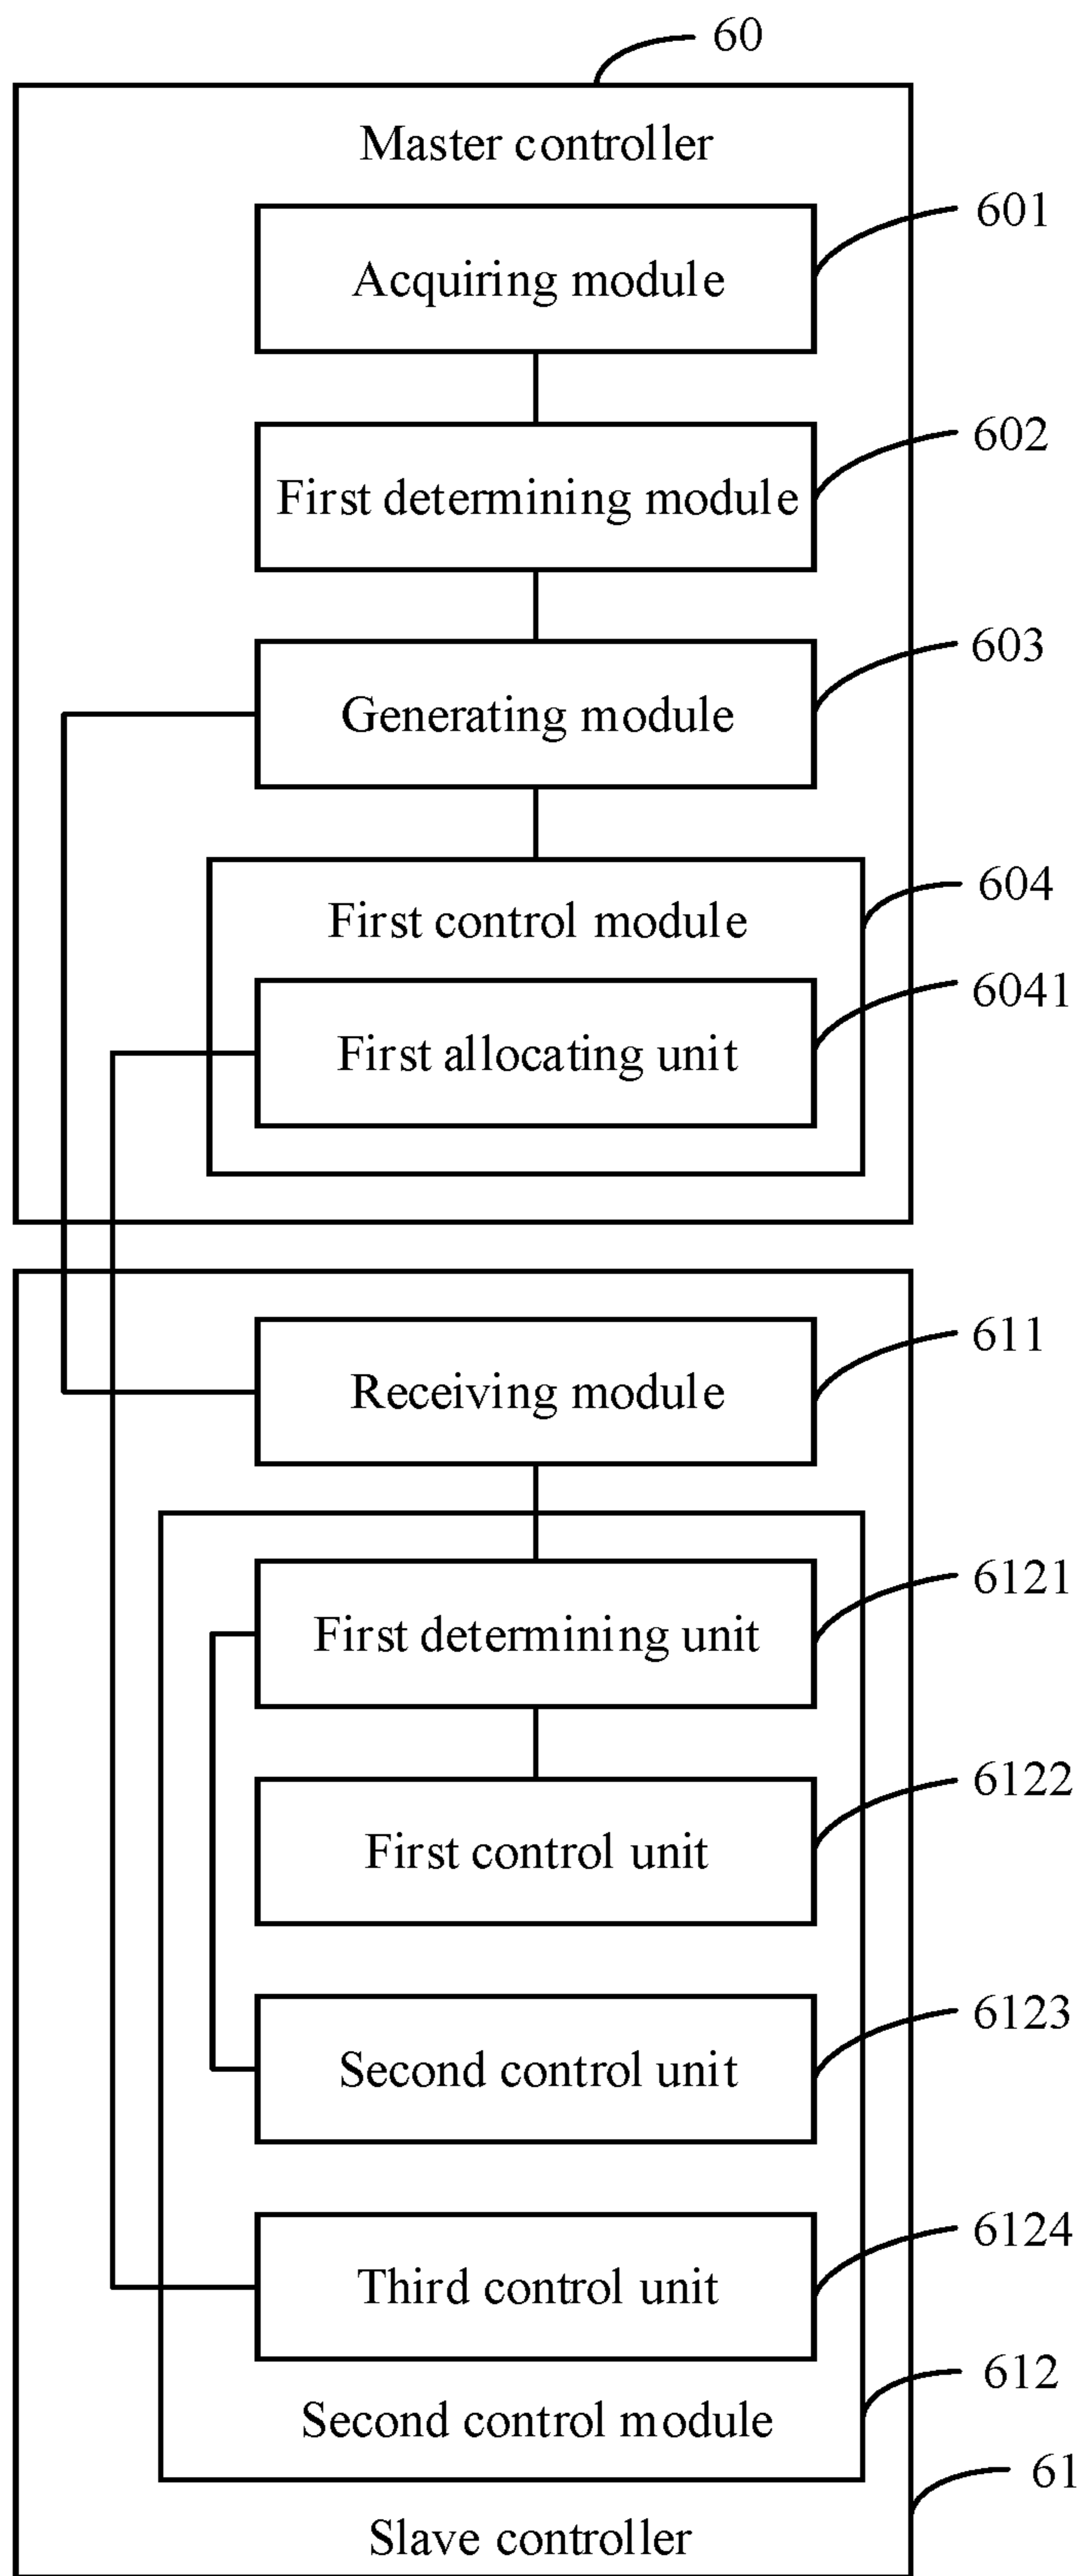 60
Master controller
601
Acquiring module
602
First determining module
603
Generating module
604
First control module
6041
First allocating unit
611
Receiving module
6121
First determining unit
6122
First control unit
6123
Second control unit
6124
Third control unit
612
Second control module
61
Slave controller